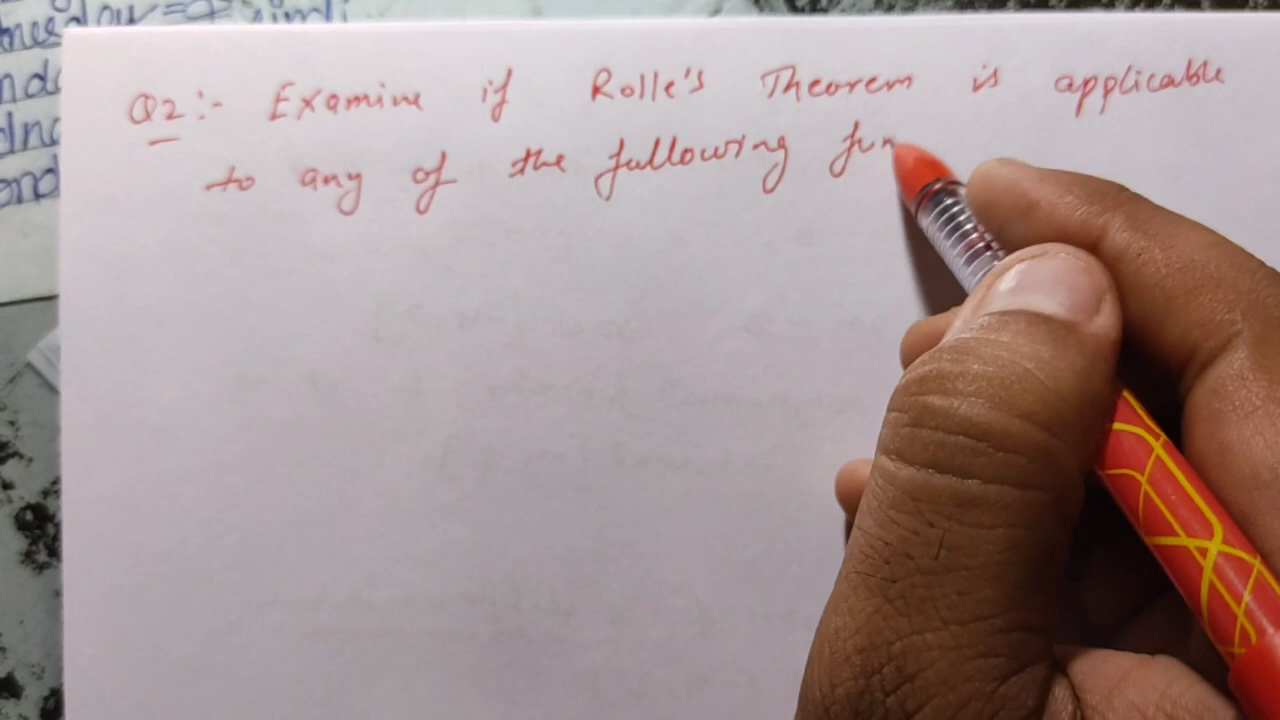 Q2:- Examine if Rolle's Theorem is applicable
to any of the following fun